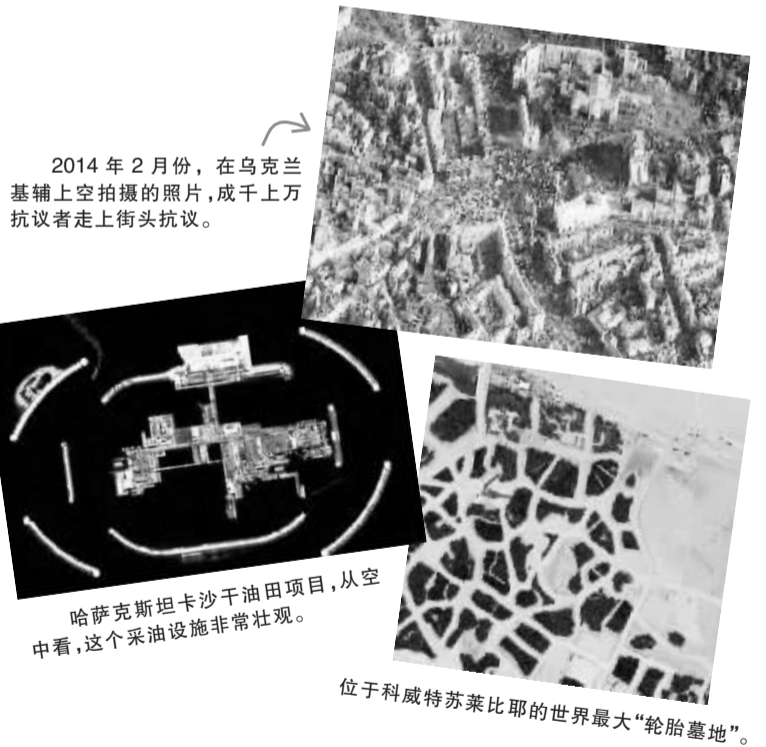 2014 年 2 月份，在乌克兰
基辅上空拍摄的照片，成千上万
抗议者走上街头抗议。
哈萨克斯坦卡沙干油田项目，从空
中看，这个采油设施非常壮观。
位于科威特苏莱比耶的世界最大“轮胎墓地”。